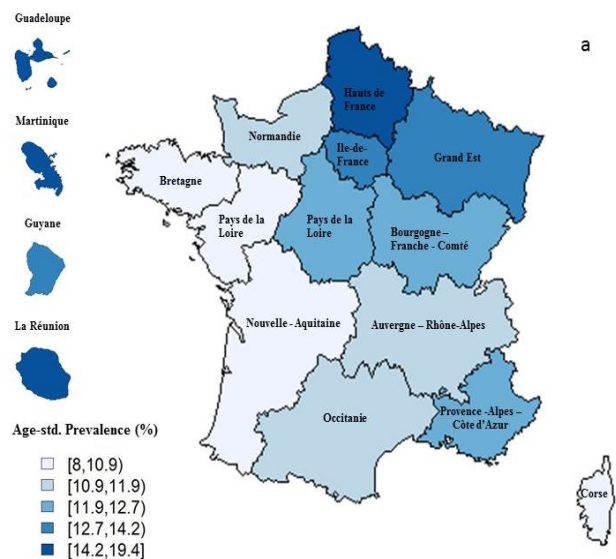 Guadeloupe
a
Hauts de
France
Martinique
Normandie
Ile-de-
France
Grand Est
Bretagne
Guyane
Pays de la
Loire
Pays de la
Loire
Bourgogne –
Franche - Comté
La Réunion
Nouvelle - Aquitaine
Auvergne – Rhône-Alpes
Occitanie
Provence -Alpes –
Côte d'Azur
Age-std. Prevalence (%)
[8,10.9)
[10.9,11.9)
[11.9,12.7)
[12.7,14.2)
[14.2,19.4]
Corse